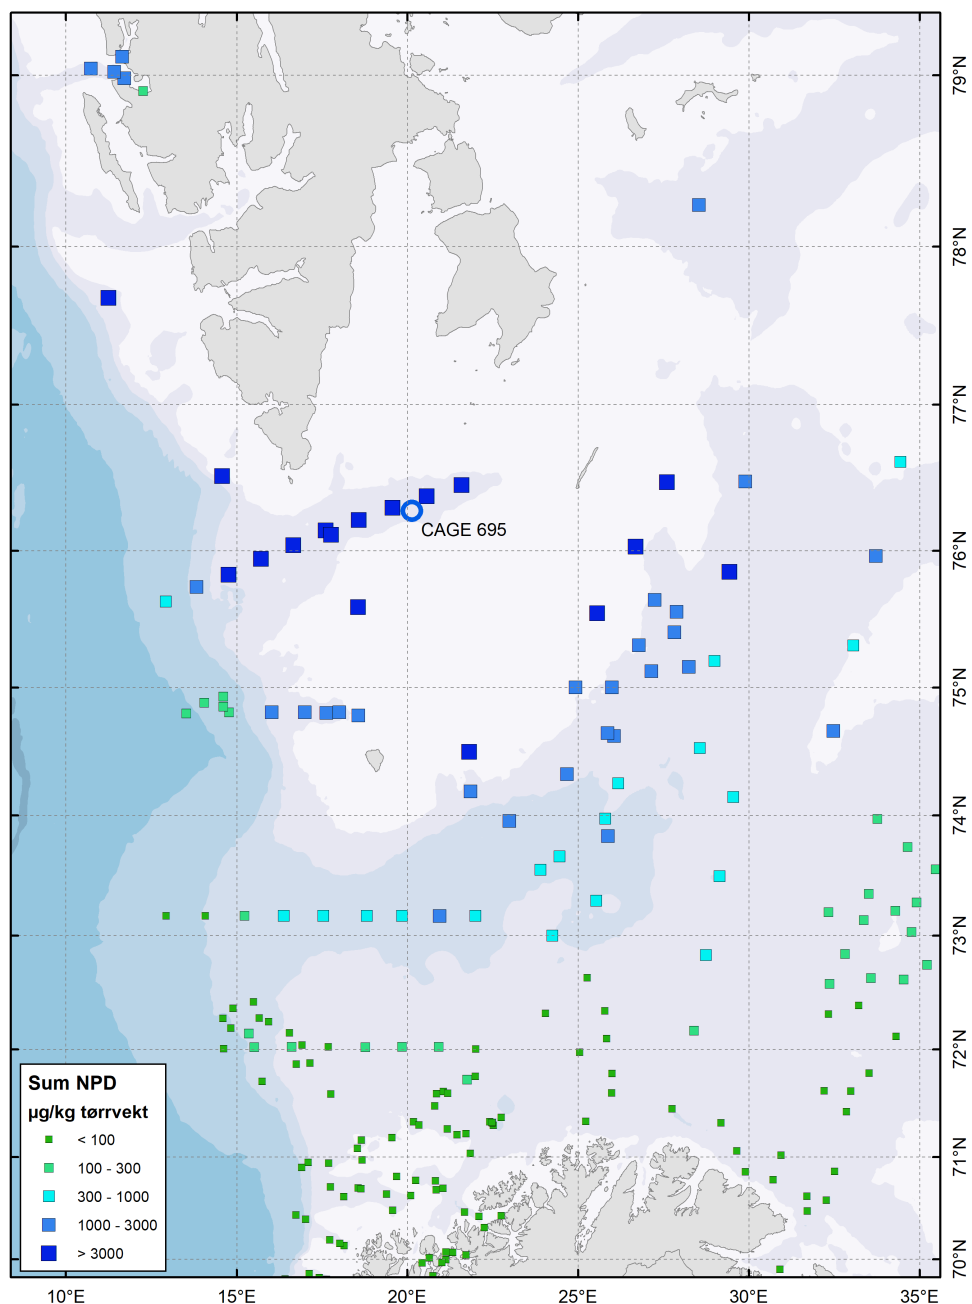 79°N
78°N
77°N
CAGE 695
76°N
75°N
74°N
73°N
72°N
Sum NPD
µg/kg tørrvekt
< 100
100 - 300
300 - 1000
1000 - 3000
> 3000
71°N
70°N
10°E
15°E
20°E
25°E
30°E
35°E